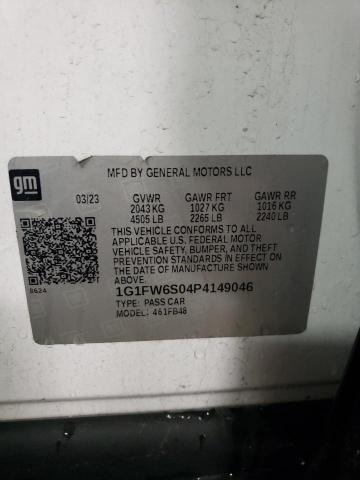 gm
MFD BY GENERAL MOTORS LLC
03/23 GVWR GAWR FRT GAWR RR
2043 KG 1027 KG 1016 KG
4505 LB 2265 LB 2240 LB
THIS VEHICLE CONFORMS TO ALL
APPLICABLE U.S. FEDERAL MOTOR
VEHICLE SAFETY, BUMPER, AND
THEFT PREVENTION STANDARDS IN
EFFECT ON THE DATE OF MANUFACTURE
SHOWN ABOVE.
1G1FW6S04P4149046
TYPE: PASS CAR
MODEL: 461FB48
8624